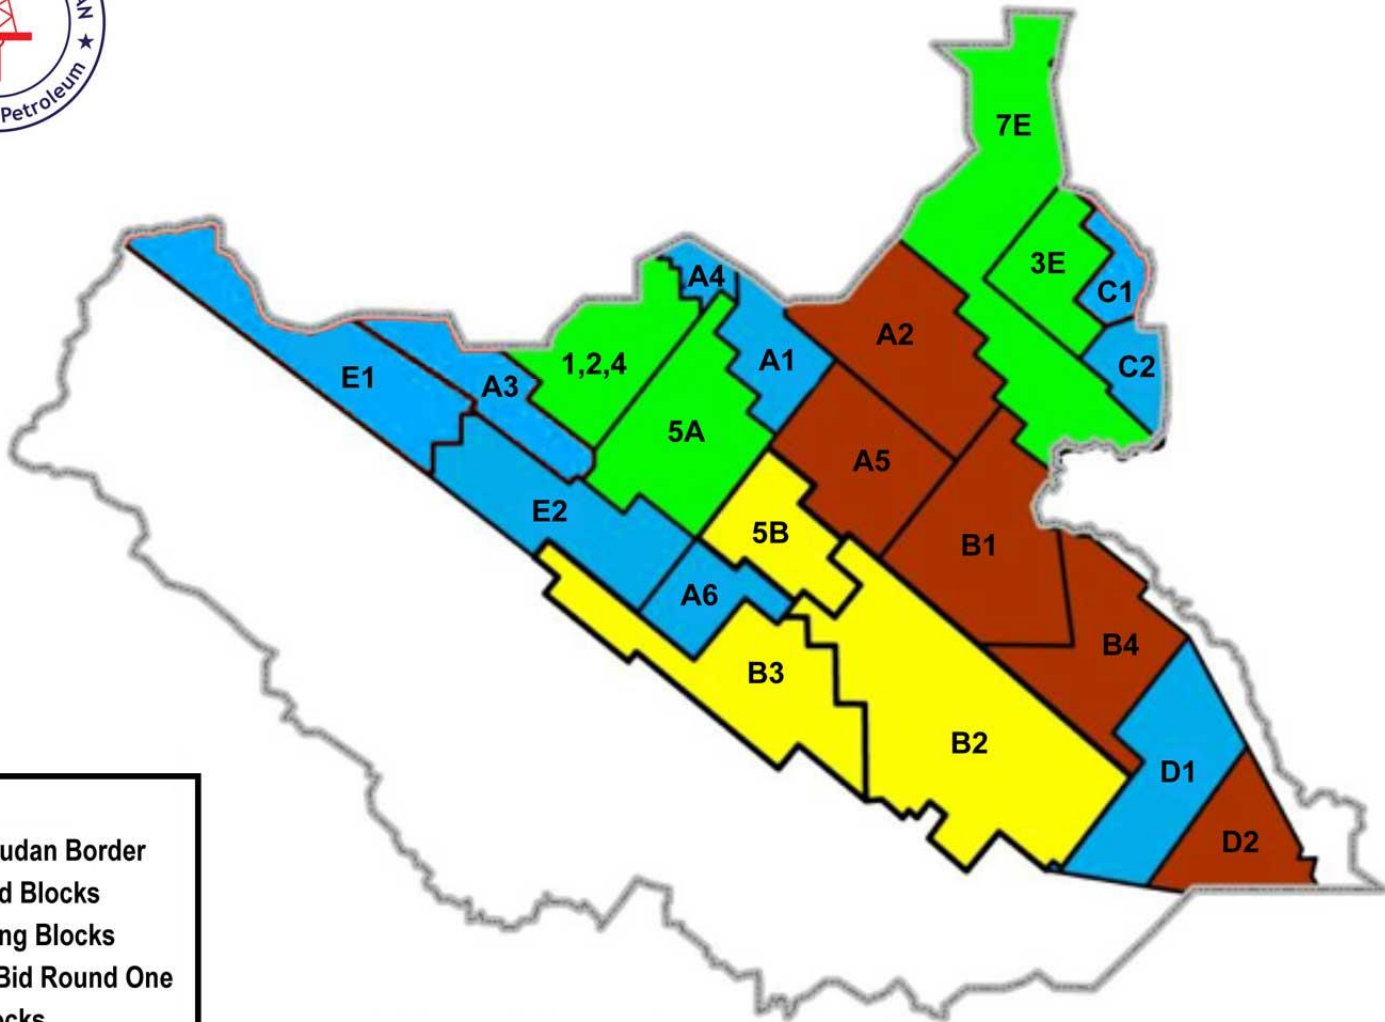 AN ★
Petroleum
7E
3E
C1
A4
A2
A1
1,2,4
C2
E1
A3
5A
A5
E2
5B
B1
A6
B4
B3
B2
D1
D2
udan Border
d Blocks
ng Blocks
Bid Round One